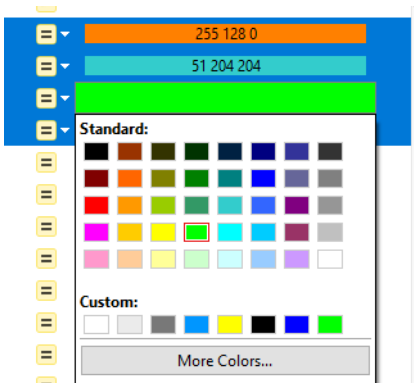 255 128 0
51 204 204
Standard:
Custom:
More Colors...